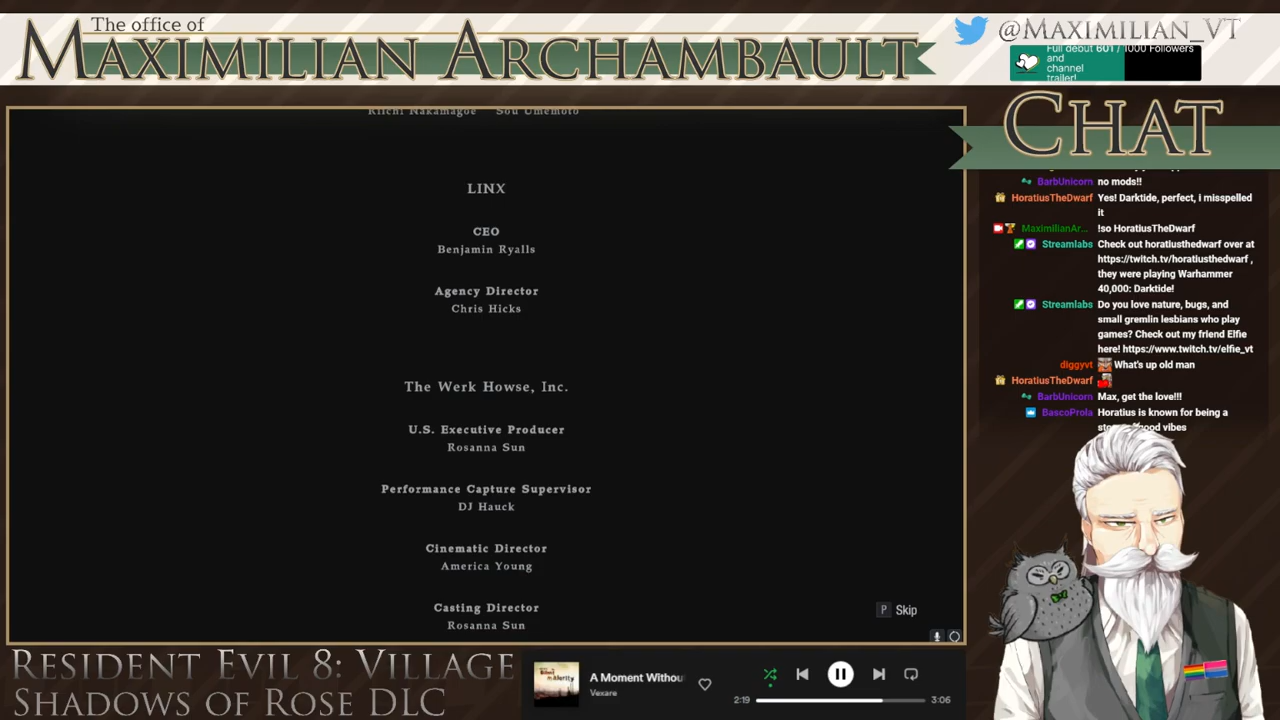 The office of
MAXIMILIAN ARCHAMBAULT
@MAXIMILIAN_VT
Full debut 601 / 1000 Followers
and
channel
trailer!
CHAT
Kiichi Nakamagoe Sou Umemoto
LINX
CEO
Benjamin Ryalls
Agency Director
Chris Hicks
The Werk Howse, Inc.
U.S. Executive Producer
Rosanna Sun
Performance Capture Supervisor
DJ Hauck
Cinematic Director
America Young
Casting Director
Rosanna Sun
P Skip
BarbUnicorn no mods!!
HoratiusTheDwarf Yes! Darktide, perfect, i misspelled
it
MaximilianAr... !so HoratiusTheDwarf
Streamlabs Check out horatiusthedwarf over at
https://twitch.tv/horatiusthedwarf ,
they were playing Warhammer
40,000: Darktide!
Streamlabs Do you love nature, bugs, and
small gremlin lesbians who play
games? Check out my friend Elfie
here! https://www.twitch.tv/elfie_vt
diggyvt What's up old man
HoratiusTheDwarf
BarbUnicorn Max, get the love!!!
BascoProla Horatius is known for being a
good vibes
RESIDENT EVIL 8: VILLAGE
SHADOWS OF ROSE DLC
A Moment Withou
Vexare
2:19
3:06